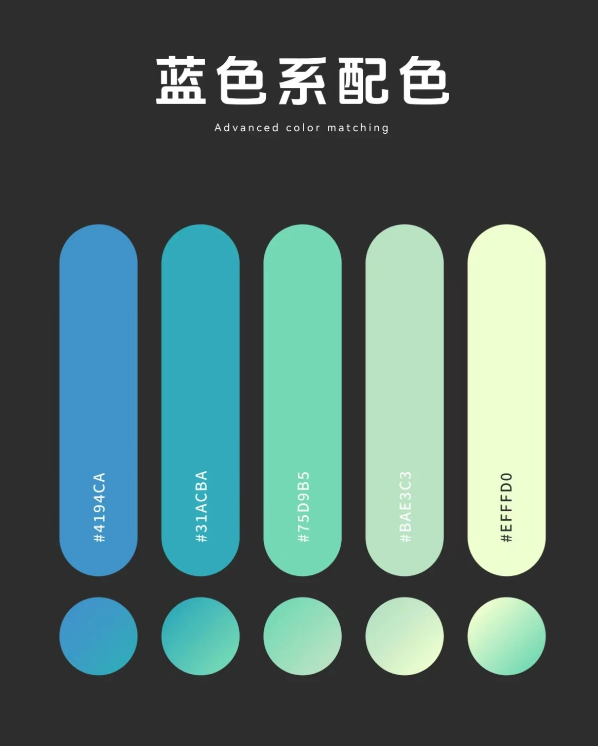 蓝色系配色
Advanced color matching
#4194CA
#31ACBA
#75D9B5
#BAE3C3
#EFFFD0